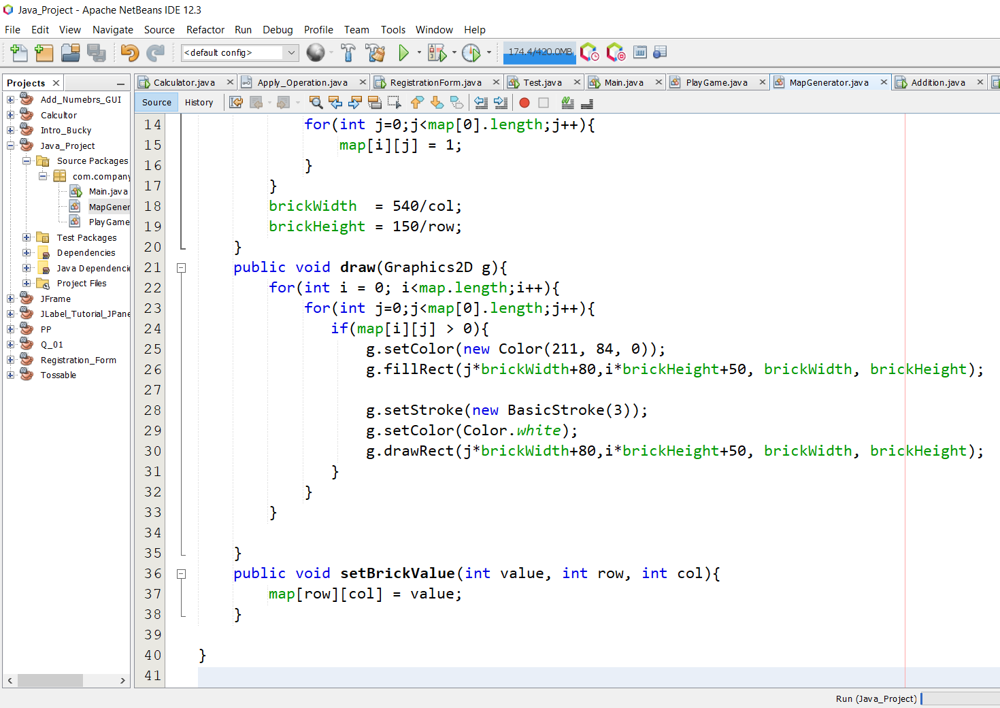 Java_Project - Apache NetBeans IDE 12.3
File Edit View Navigate Source Refactor Run Debug Profile Team Tools Window Help
<default config>
174.4/420.0MB
Projects
Calculator.java Apply_Operation.java RegistrationForm.java Test.java Main.java PlayGame.java MapGenerator.java Addition.java
Source History
Add_Numebrs_GUI
Calcultor
Intro_Bucky
Java_Project
Source Packages
com.company
Main.java
MapGener
PlayGame
Test Packages
Dependencies
Java Dependencie
Project Files
JFrame
JLabel_Tutorial_JPane
PP
Q_01
Registration_Form
Tossable
14 for(int j=0;j<map[0].length;j++){
15 map[i][j] = 1;
16 }
17 }
18 brickWidth  = 540/col;
19 brickHeight = 150/row;
20 }
21 public void draw(Graphics2D g){
22 for(int i = 0; i<map.length;i++){
23 for(int j=0;j<map[0].length;j++){
24 if(map[i][j] > 0){
25 g.setColor(new Color(211, 84, 0));
26 g.fillRect(j*brickWidth+80,i*brickHeight+50, brickWidth, brickHeight);
27
28 g.setStroke(new BasicStroke(3));
29 g.setColor(Color.white);
30 g.drawRect(j*brickWidth+80,i*brickHeight+50, brickWidth, brickHeight);
31 }
32 }
33 }
34
35 }
36 public void setBrickValue(int value, int row, int col){
37 map[row][col] = value;
38 }
39
40 }
41
Run (Java_Project)